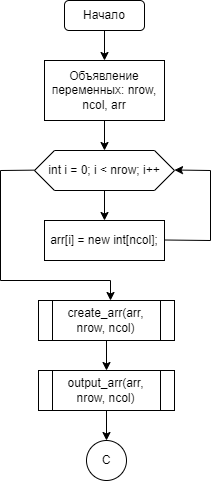 Начало
Объявление
переменных: nrow,
ncol, arr
int i = 0; i < nrow; i++
arr[i] = new int[ncol];
create_arr(arr,
nrow, ncol)
output_arr(arr,
nrow, ncol)
C